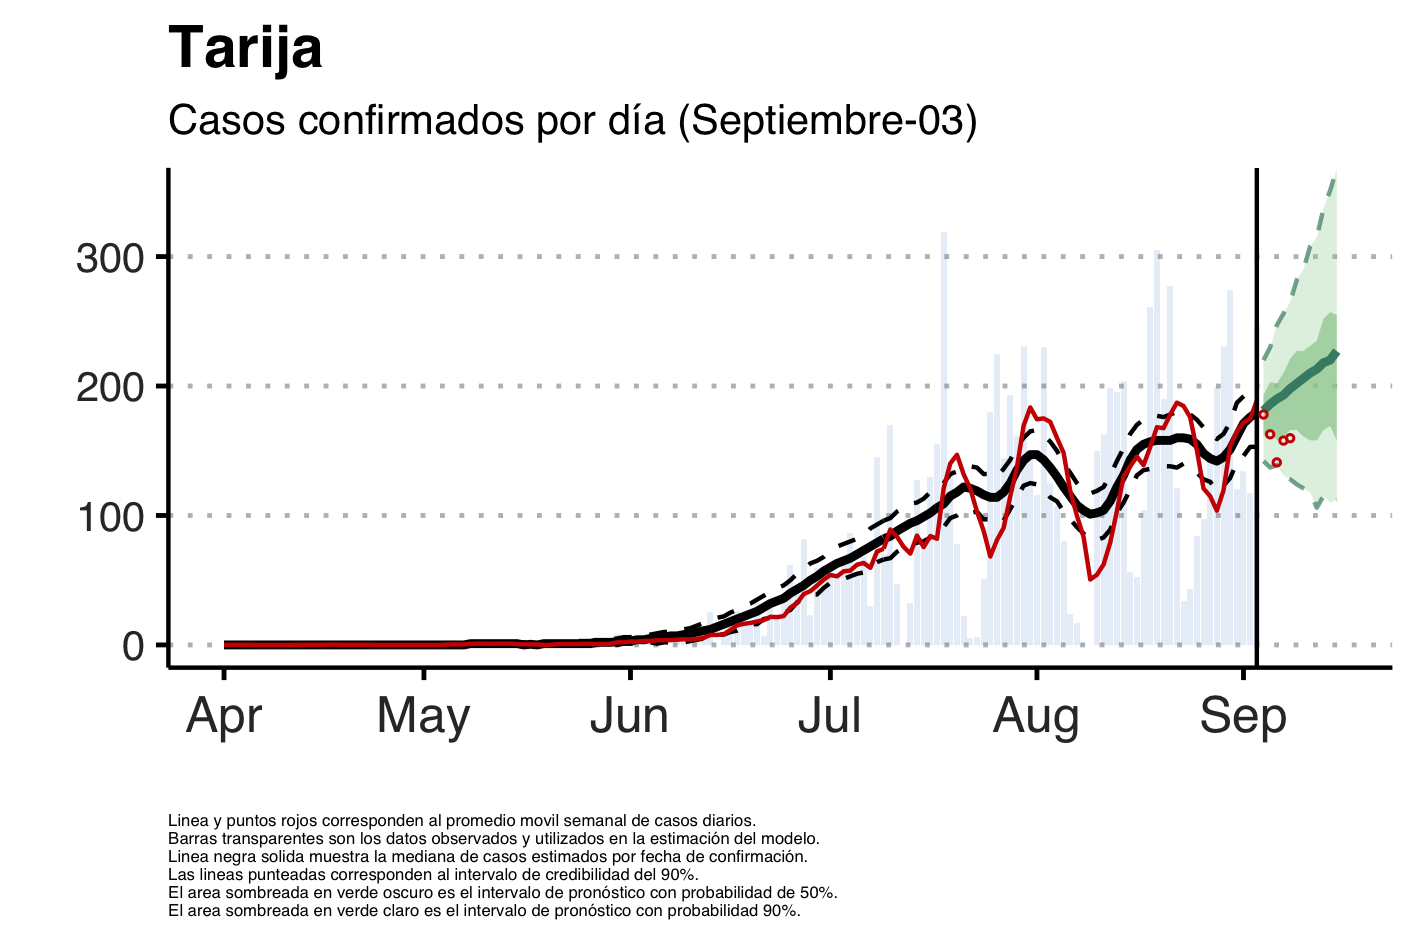 Tarija
Casos confirmados por día (Septiembre-03)
300
200
100
0
Apr May Jun Jul Aug Sep
Linea y puntos rojos corresponden al promedio movil semanal de casos diarios.
Barras transparentes son los datos observados y utilizados en la estimación del modelo.
Linea negra solida muestra la mediana de casos estimados por fecha de confirmación.
Las lineas punteadas corresponden al intervalo de credibilidad del 90%.
El area sombreada en verde oscuro es el intervalo de pronóstico con probabilidad de 50%.
El area sombreada en verde claro es el intervalo de pronóstico con probabilidad 90%.